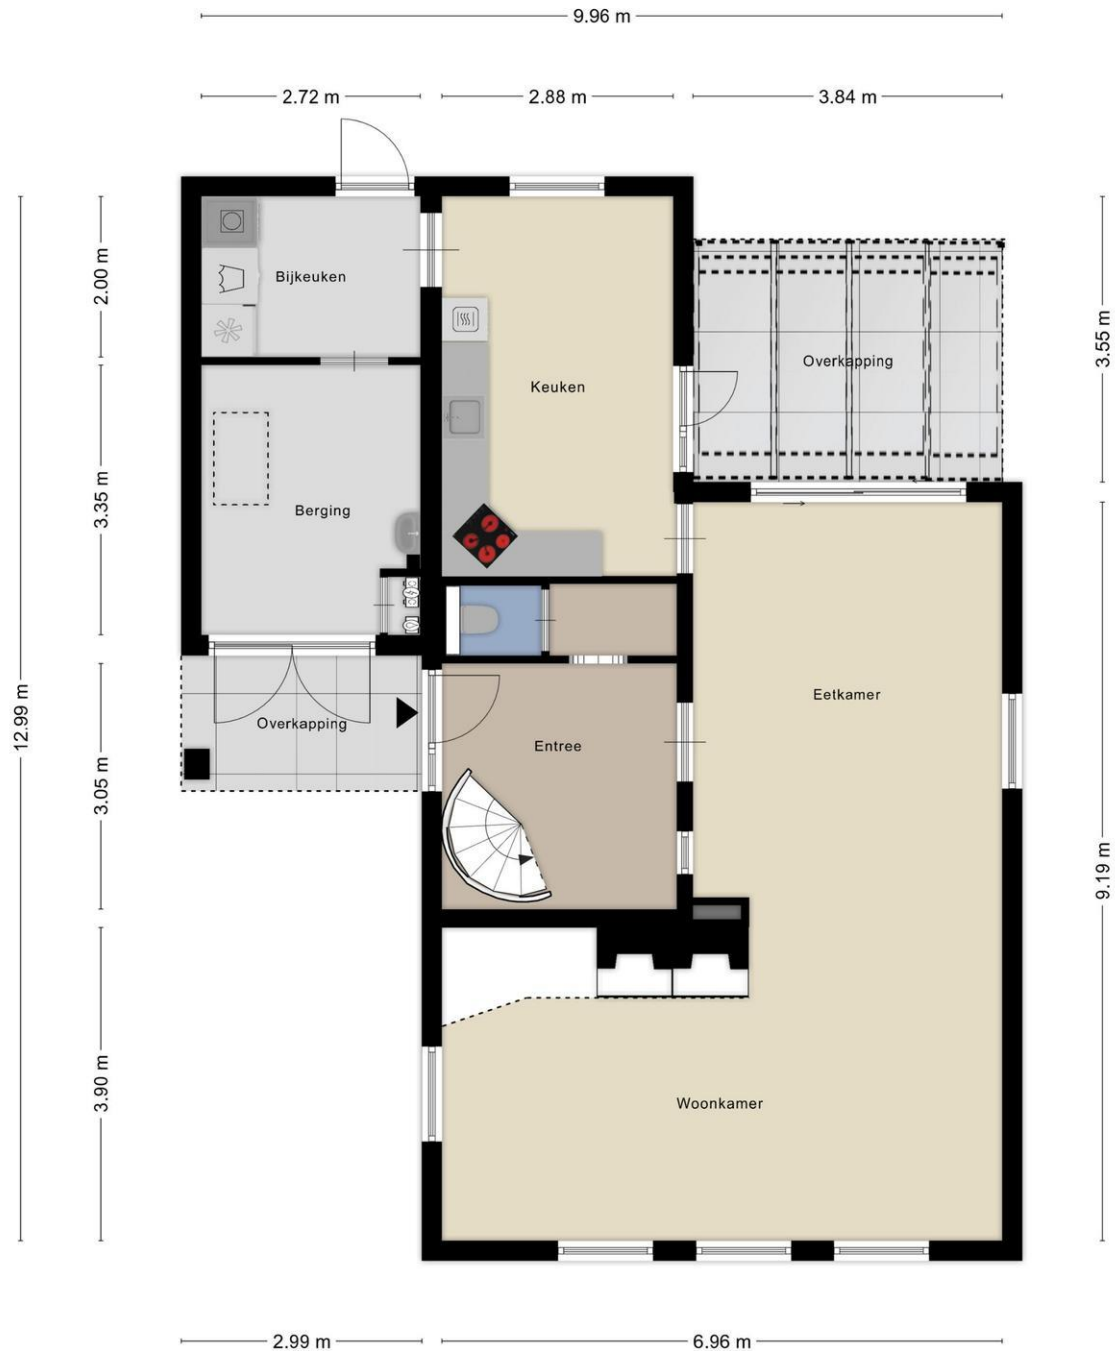 9.96 m
2.72 m
2.88 m
3.84 m
2.00 m
Bijkeuken
3.55 m
Overkapping
Keuken
3.35 m
Berging
12.99 m
Eetkamer
Overkapping
Entree
3.05 m
9.19 m
3.90 m
Woonkamer
2.99 m
6.96 m